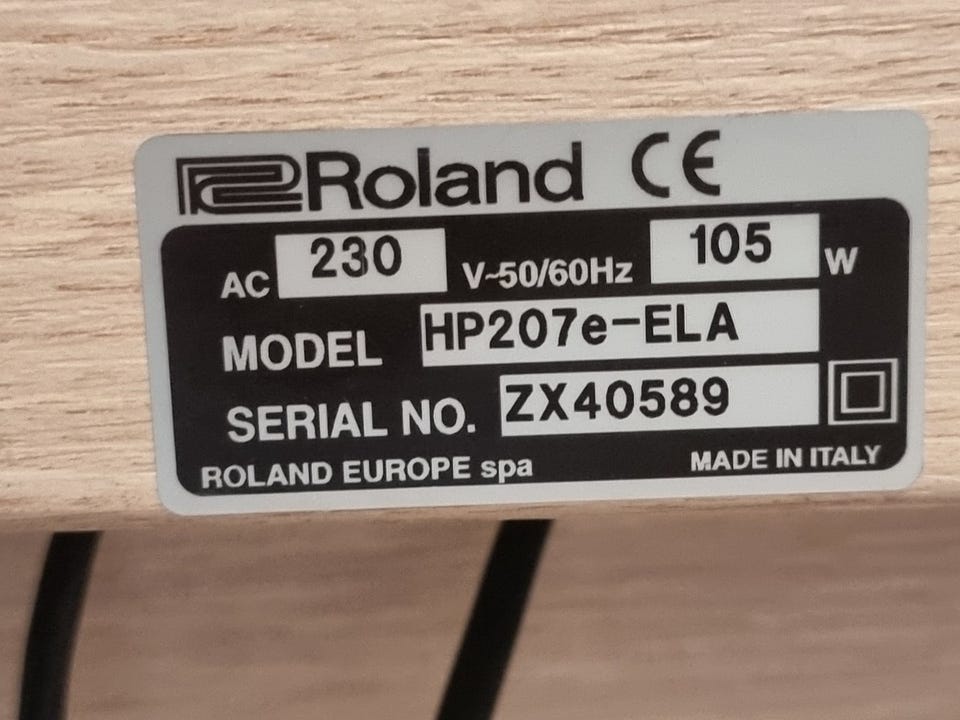 Roland CE
AC 230 V~50/60Hz 105 W
MODEL HP207e-ELA
SERIAL NO. ZX40589
ROLAND EUROPE spa MADE IN ITALY